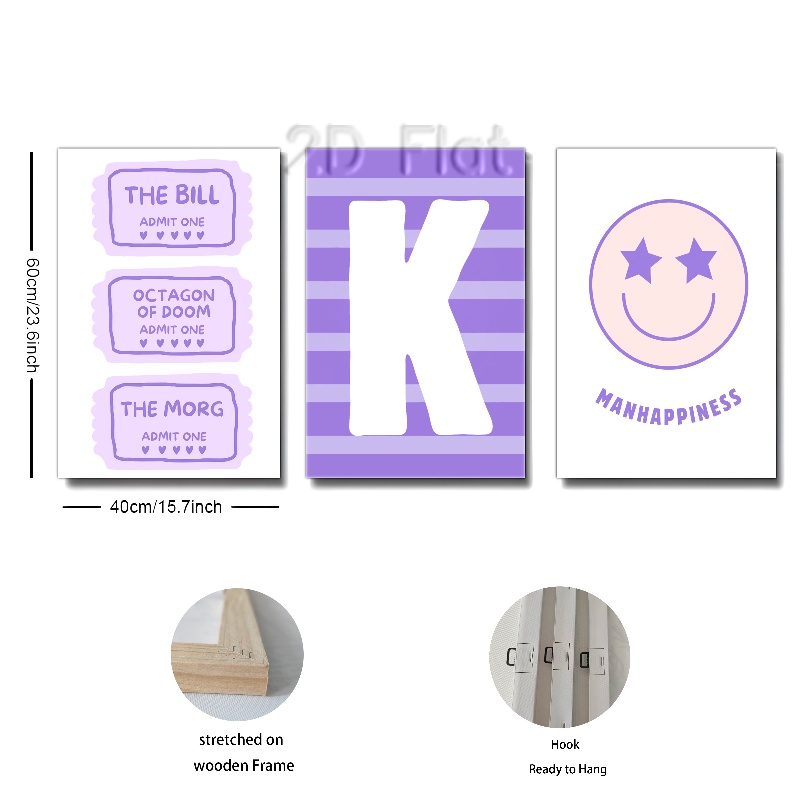 2D Flat
THE BILL
ADMIT ONE
OCTAGON
OF DOOM
ADMIT ONE
THE MORG
ADMIT ONE
K
MANHAPPINESS
60cm/23.6inch
40cm/15.7inch
stretched on
wooden Frame
Hook
Ready to Hang